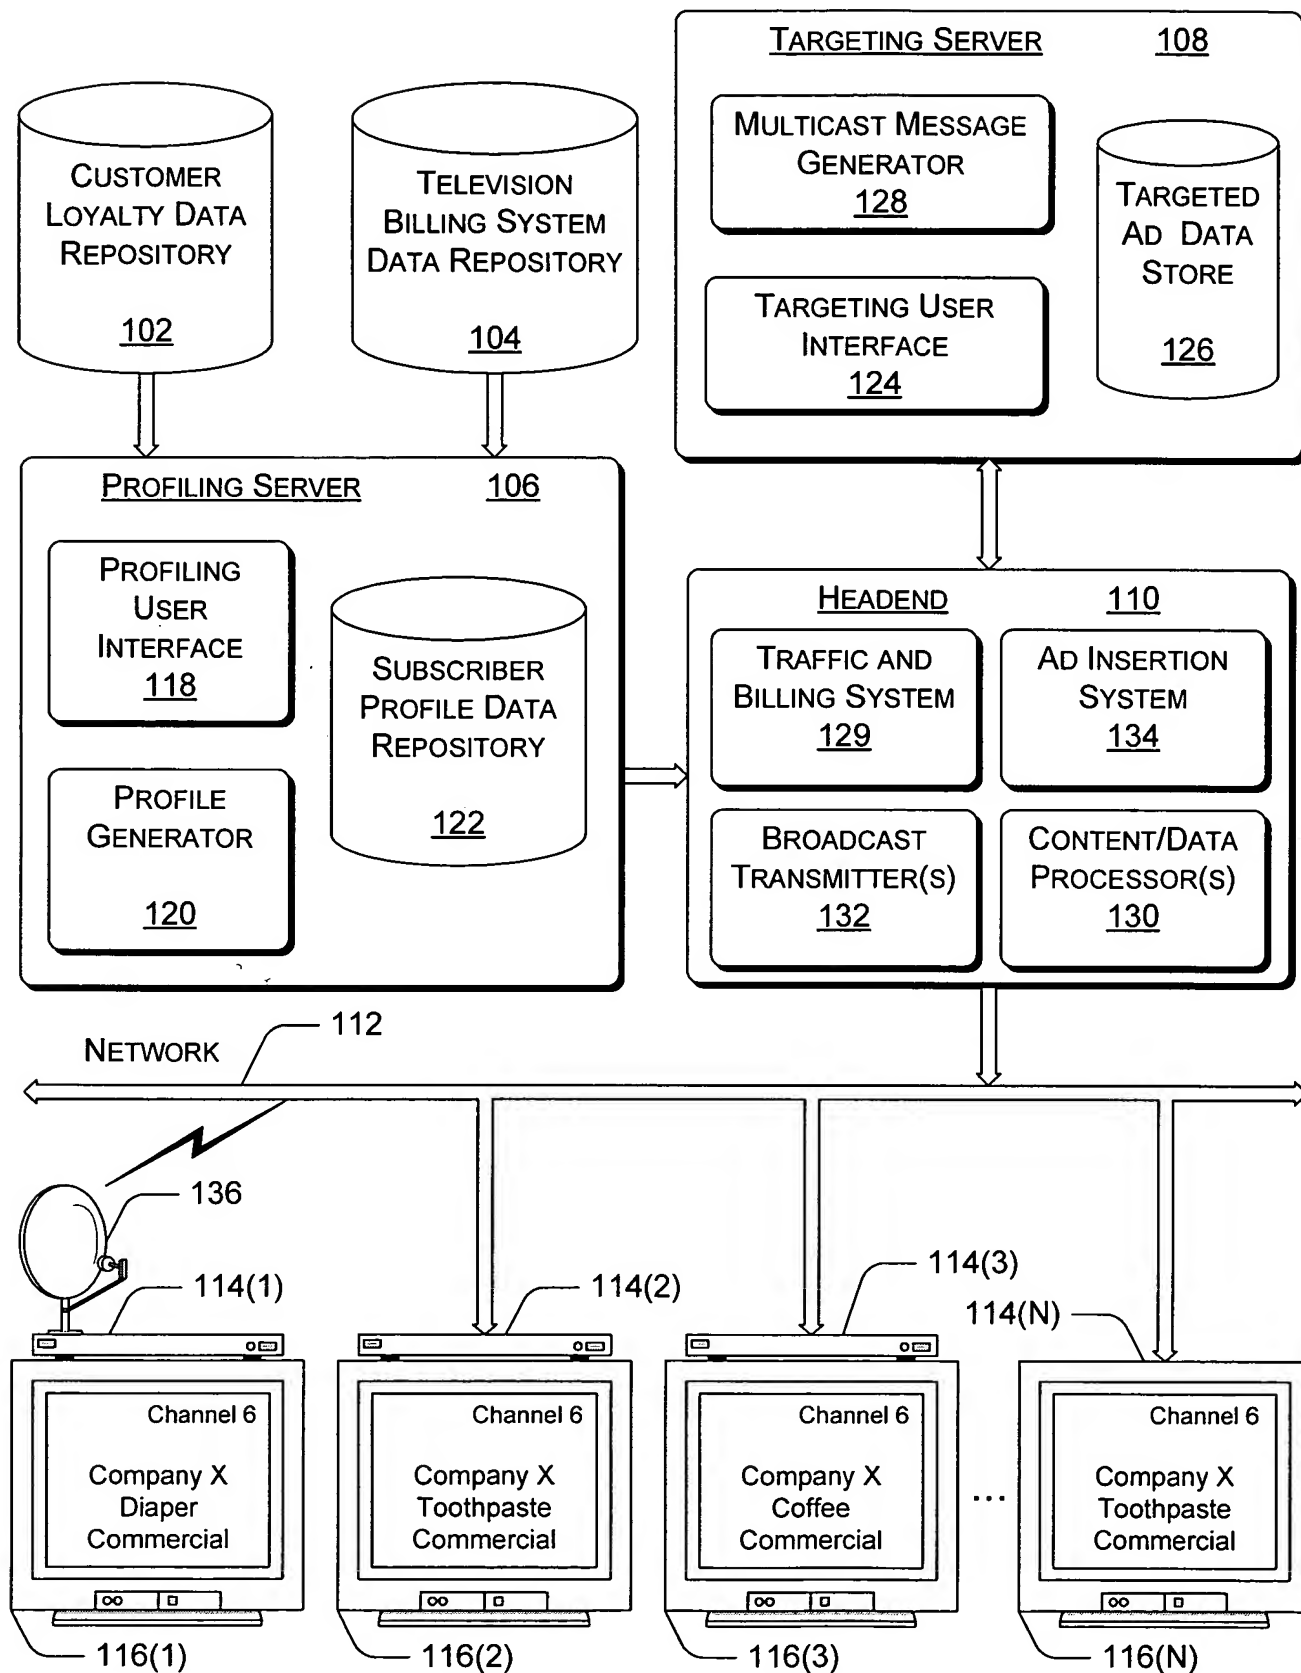 TARGETING SERVER 108
MULTICAST MESSAGE
GENERATOR
128
TARGETED
AD DATA
STORE
126
TARGETING USER
INTERFACE
124
CUSTOMER
LOYALTY DATA
REPOSITORY
102
TELEVISION
BILLING SYSTEM
DATA REPOSITORY
104
PROFILING SERVER 106
PROFILING
USER
INTERFACE
118
SUBSCRIBER
PROFILE DATA
REPOSITORY
122
PROFILE
GENERATOR
120
HEADEND 110
TRAFFIC AND
BILLING SYSTEM
129
AD INSERTION
SYSTEM
134
BROADCAST
TRANSMITTER(S)
132
CONTENT/DATA
PROCESSOR(S)
130
112
NETWORK
136
114(1)
114(2)
114(3)
114(N)
Channel 6
Company X
Diaper
Commercial
Channel 6
Company X
Toothpaste
Commercial
Channel 6
Company X
Coffee
Commercial
...
Channel 6
Company X
Toothpaste
Commercial
116(1)
116(2)
116(3)
116(N)